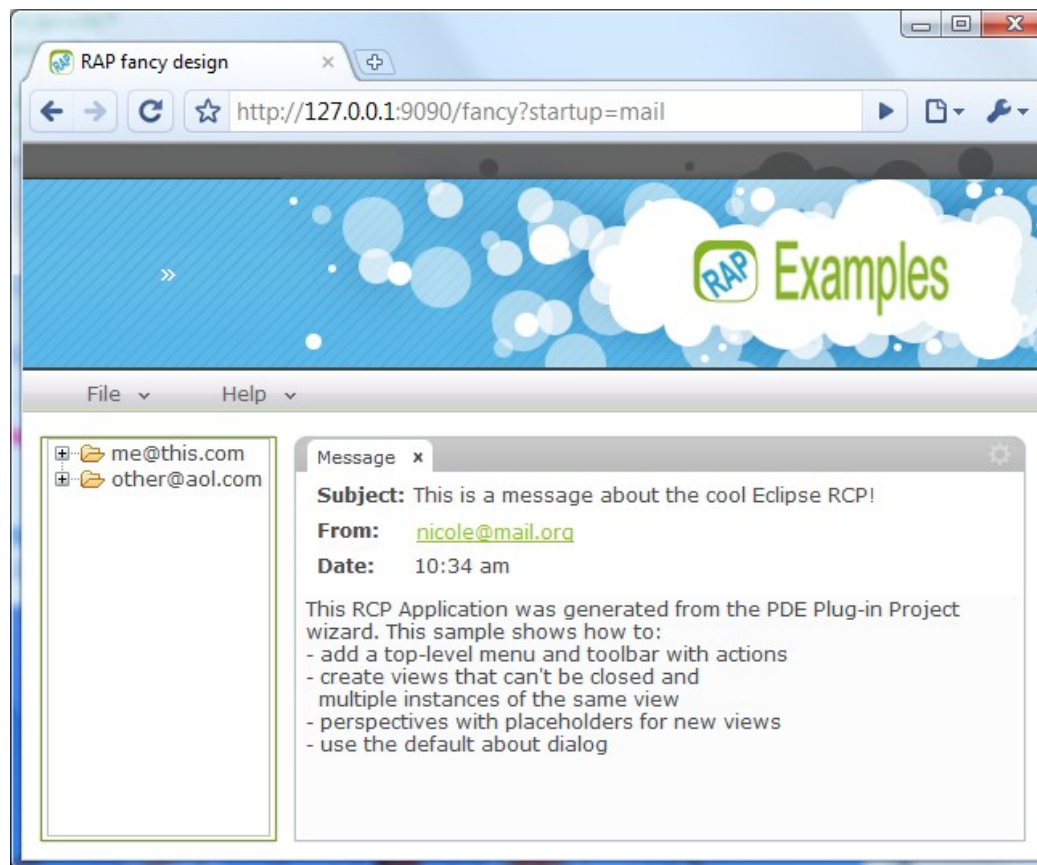 RAP fancy design
http://127.0.0.1:9090/fancy?startup=mail
»
RAP Examples
File Help
me@this.com
other@aol.com
Message x
Subject: This is a message about the cool Eclipse RCP!
From: nicole@mail.org
Date: 10:34 am
This RCP Application was generated from the PDE Plug-in Project
wizard. This sample shows how to:
- add a top-level menu and toolbar with actions
- create views that can't be closed and
multiple instances of the same view
- perspectives with placeholders for new views
- use the default about dialog